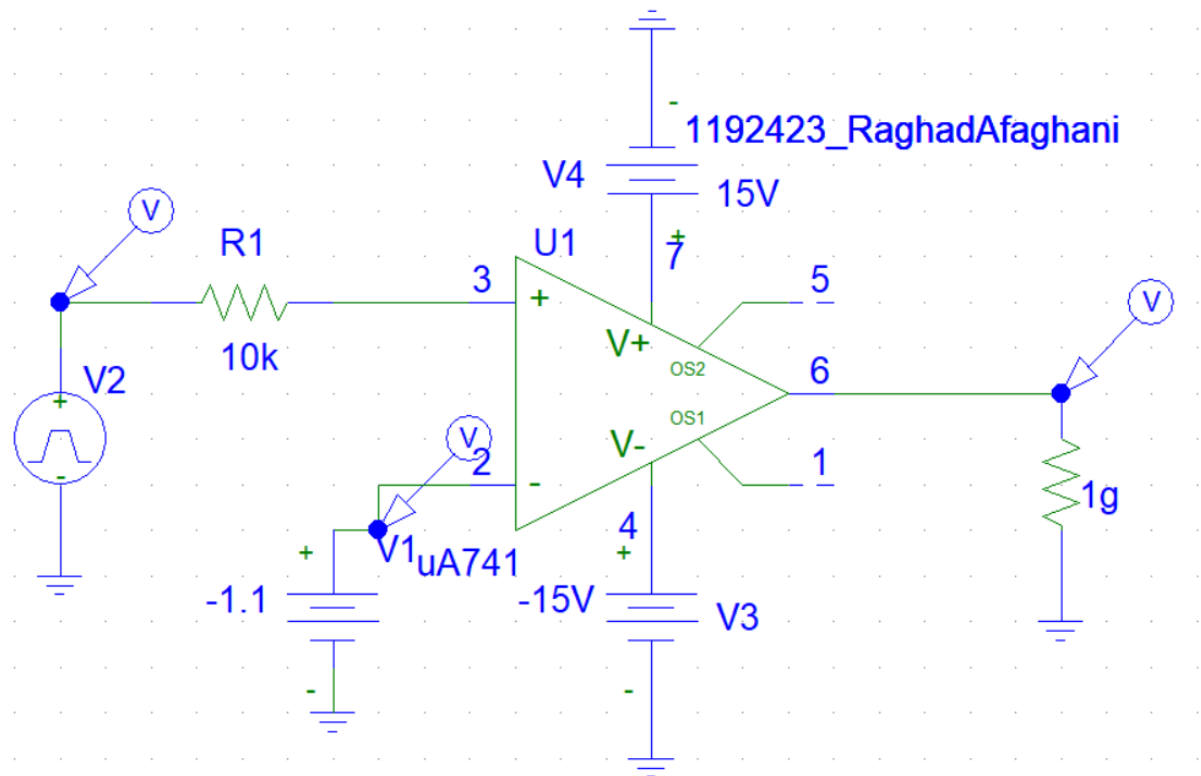 -
1192423_RaghadAfaghani
V4
15V
+
7
V
R1
U1
3
5
V
+
V+
10k
OS2
6
V2
+
OS1
V
V-
2
1
-
-
4
1g
+
V1
uA741
+
-1.1
-15V
V3
-
-